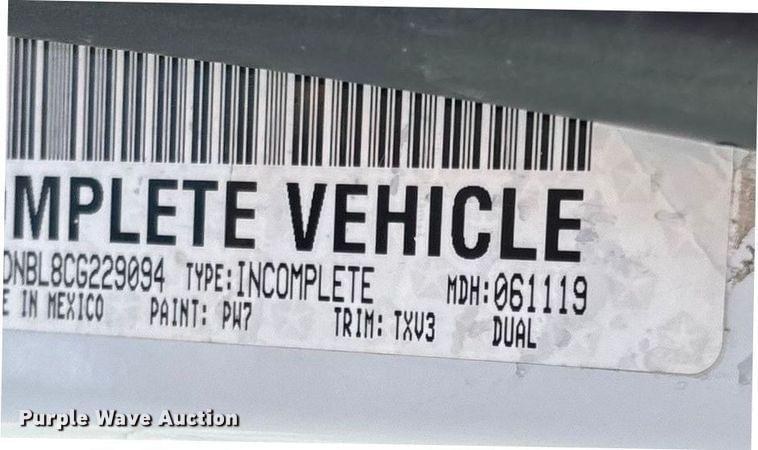 MPLETE VEHICLE
DNBL8CG229094 TYPE:INCOMPLETE MDH:061119
E IN MEXICO PAINT: PW7 TRIM: TXV3 DUAL
Purple Wave Auction